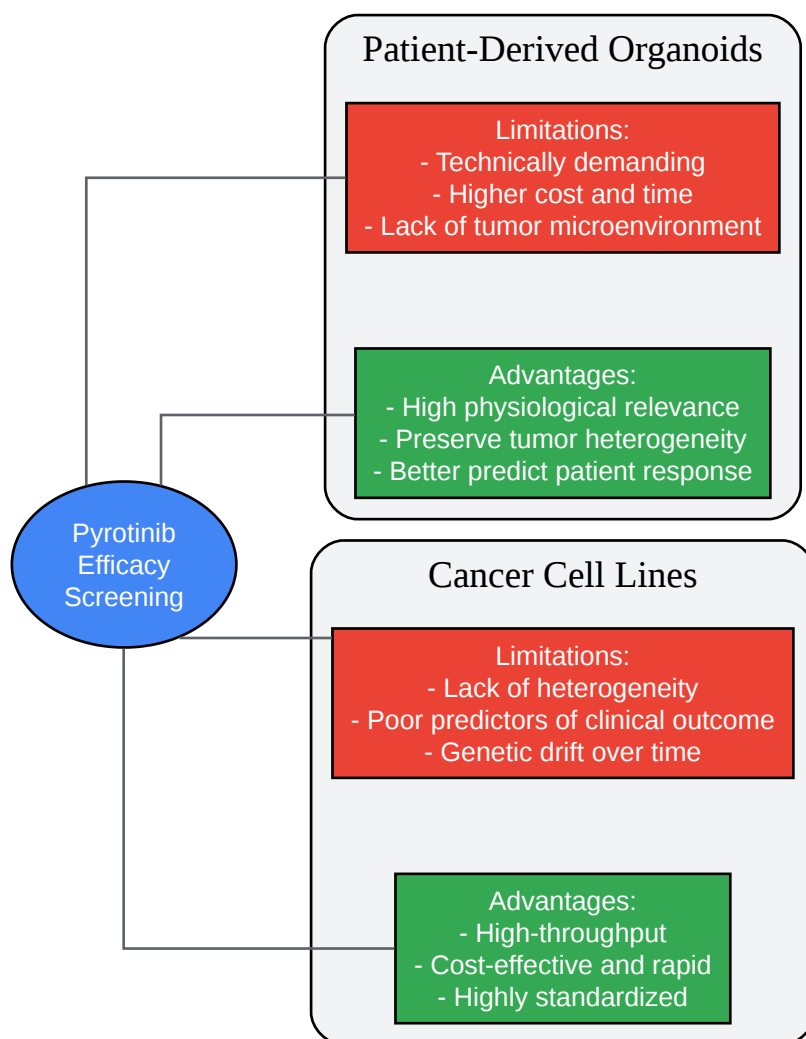 Patient-Derived Organoids
Limitations:
- Technically demanding
- Higher cost and time
- Lack of tumor microenvironment
Advantages:
- High physiological relevance
- Preserve tumor heterogeneity
- Better predict patient response
Pyrotinib
Efficacy
Screening
Cancer Cell Lines
Limitations:
- Lack of heterogeneity
- Poor predictors of clinical outcome
- Genetic drift over time
Advantages:
- High-throughput
- Cost-effective and rapid
- Highly standardized